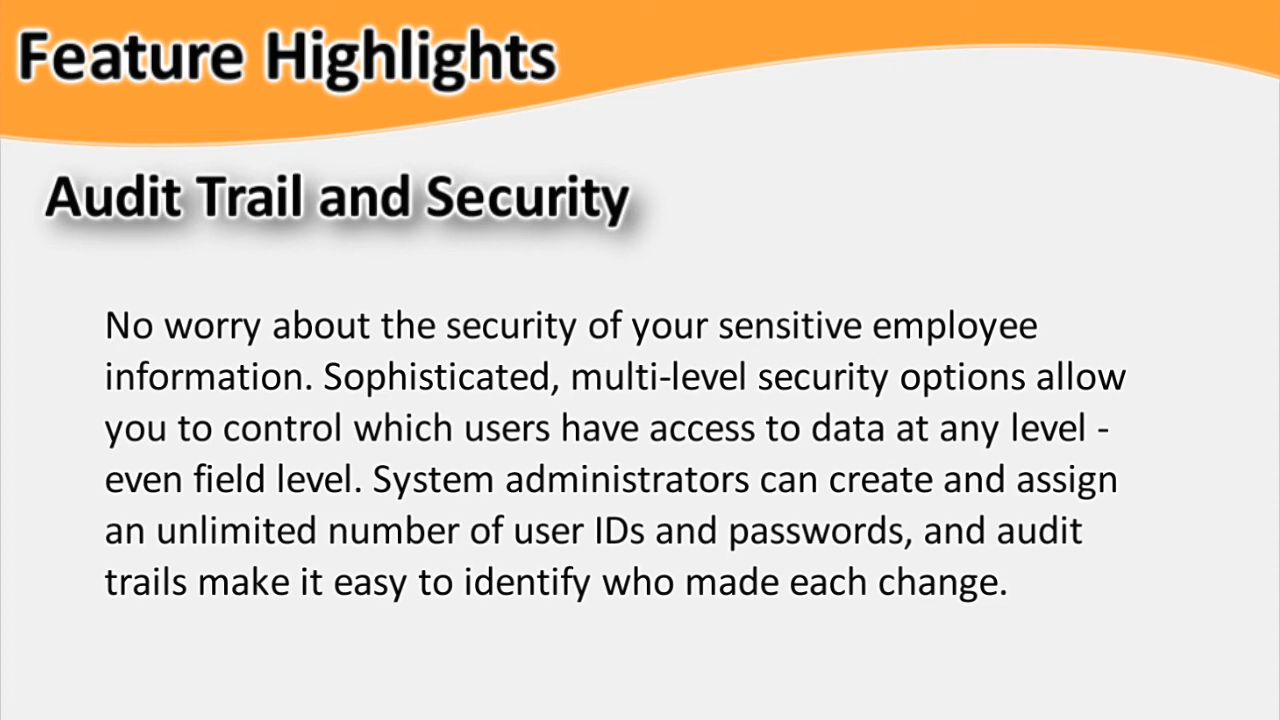 Feature Highlights
Audit Trail and Security
No worry about the security of your sensitive employee
information. Sophisticated, multi-level security options allow
you to control which users have access to data at any level -
even field level. System administrators can create and assign
an unlimited number of user IDs and passwords, and audit
trails make it easy to identify who made each change.